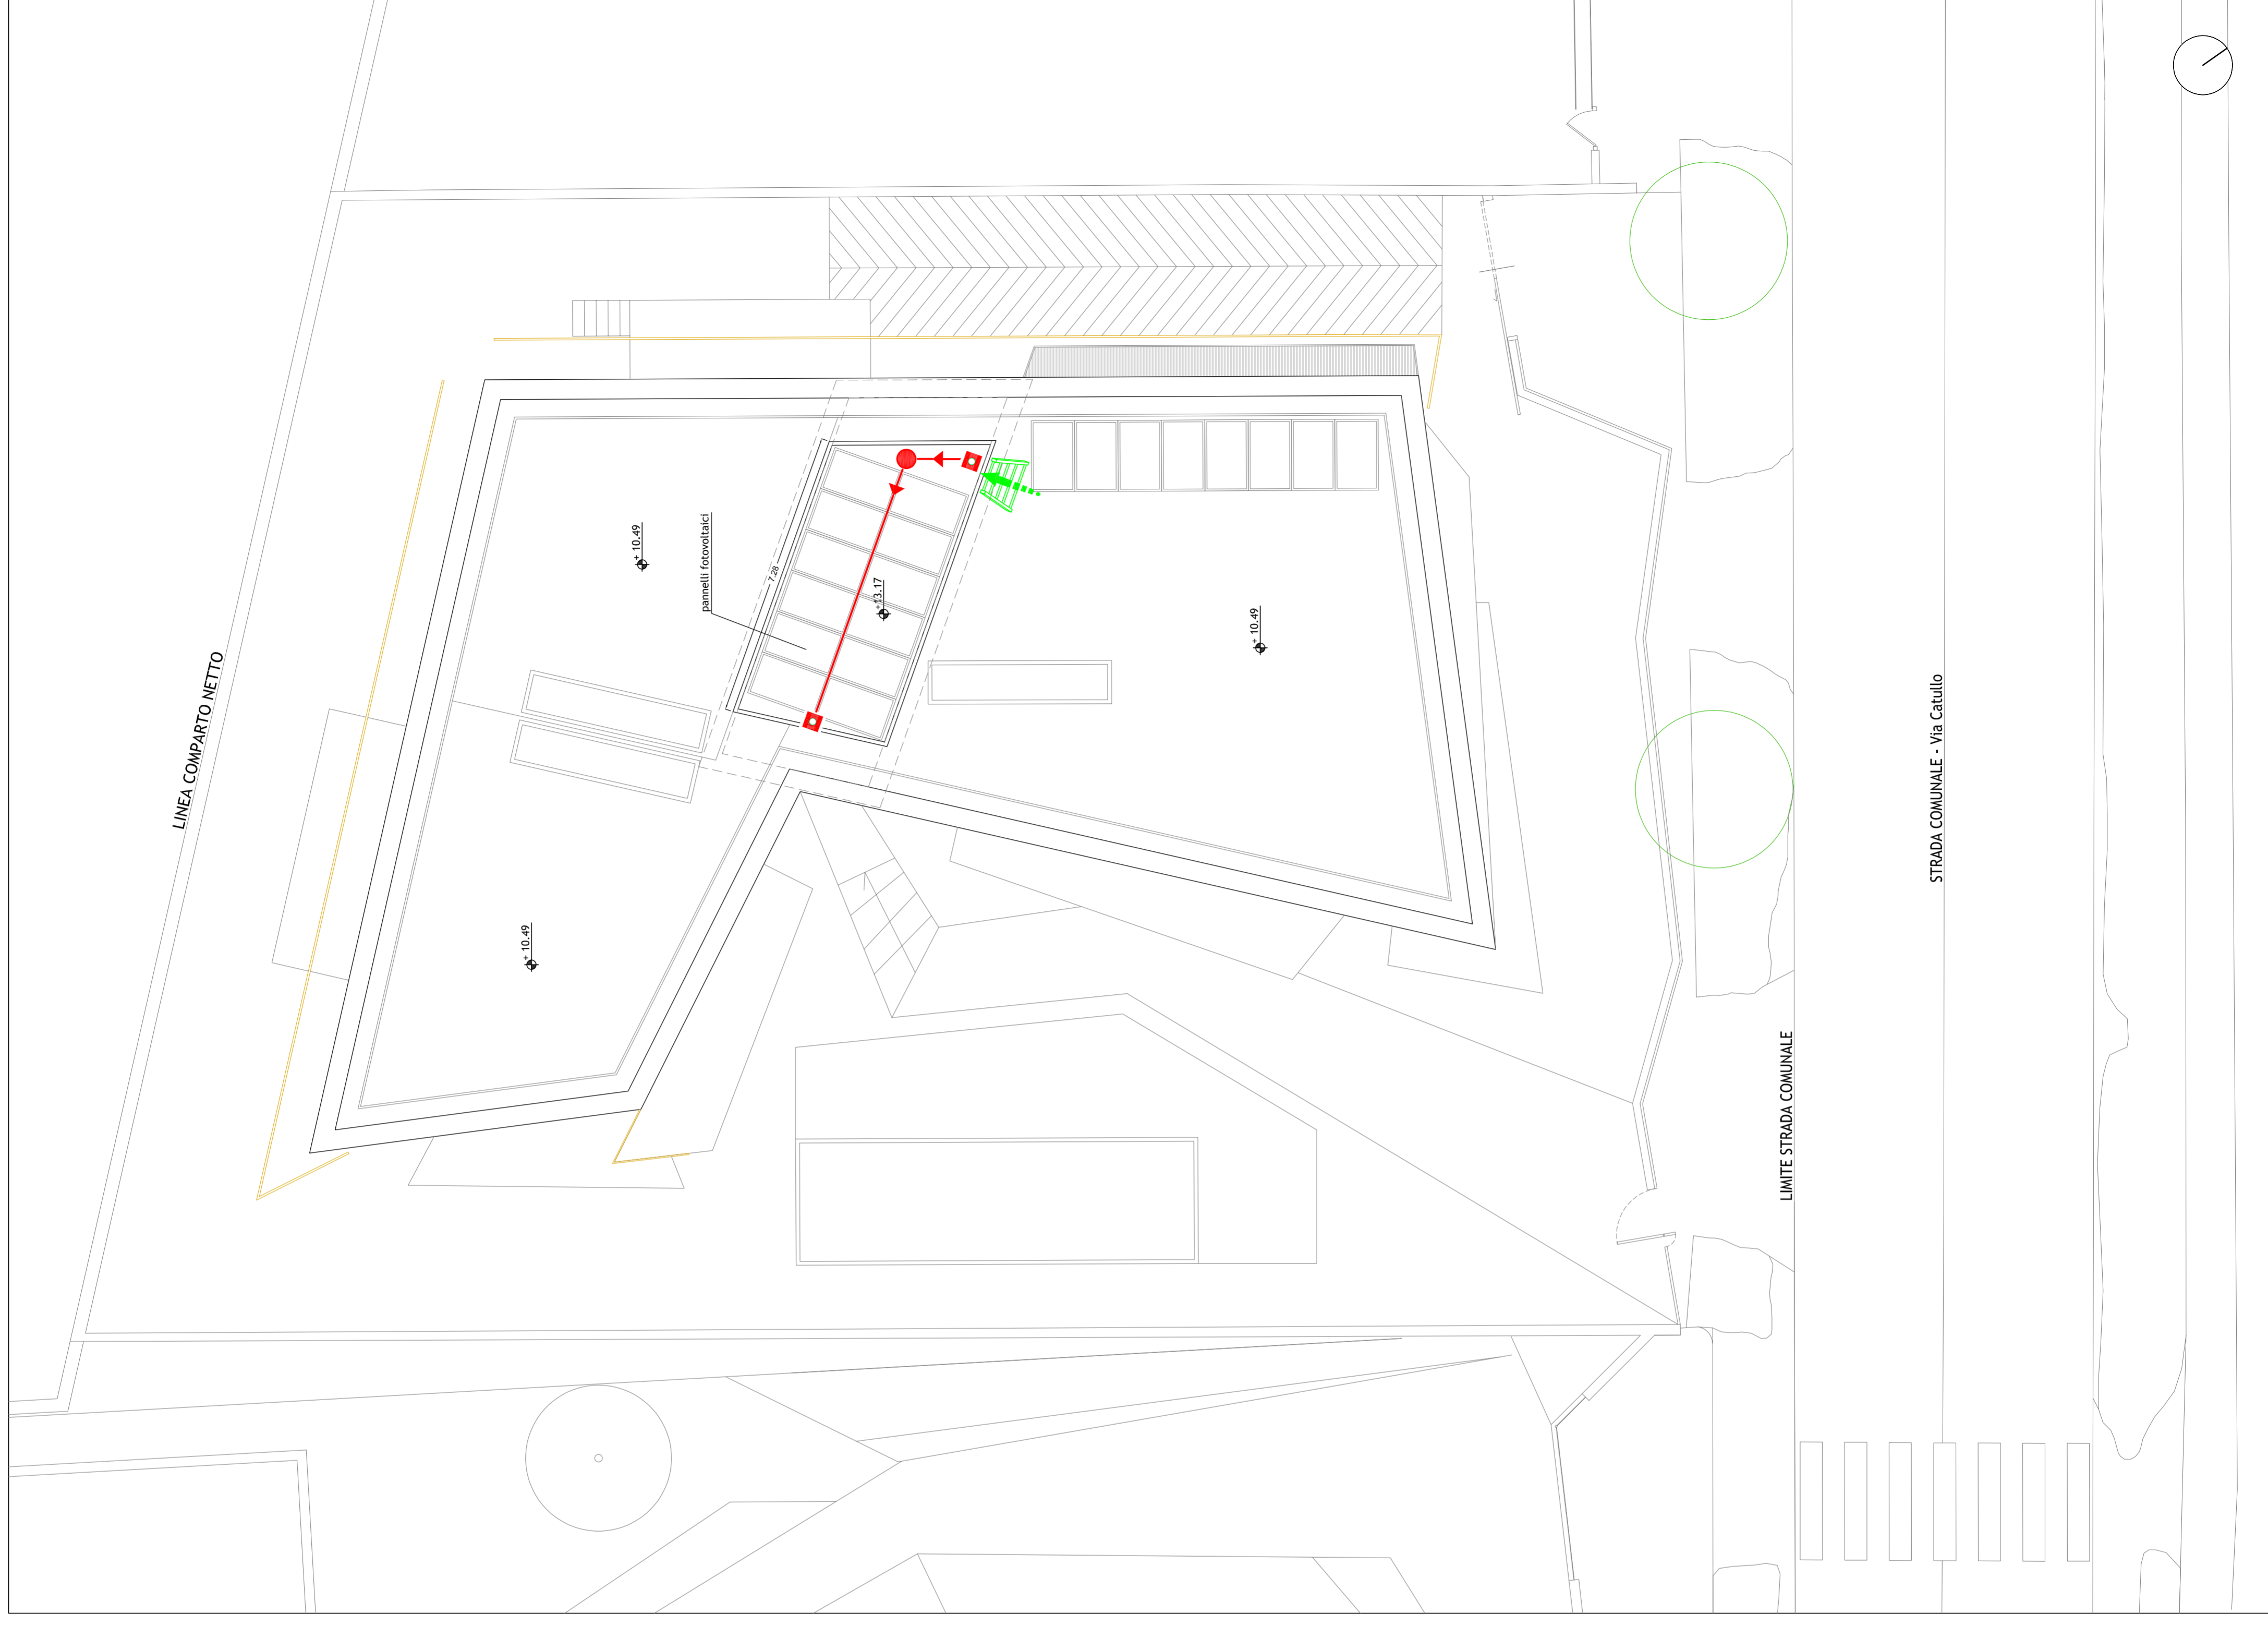 LINEA COMPARTO NETTO
+ 10.49
pannelli fotovoltaici
7.28
+13.17
+ 10.49
+ 10.49
LIMITE STRADA COMUNALE
STRADA COMUNALE - Via Catullo